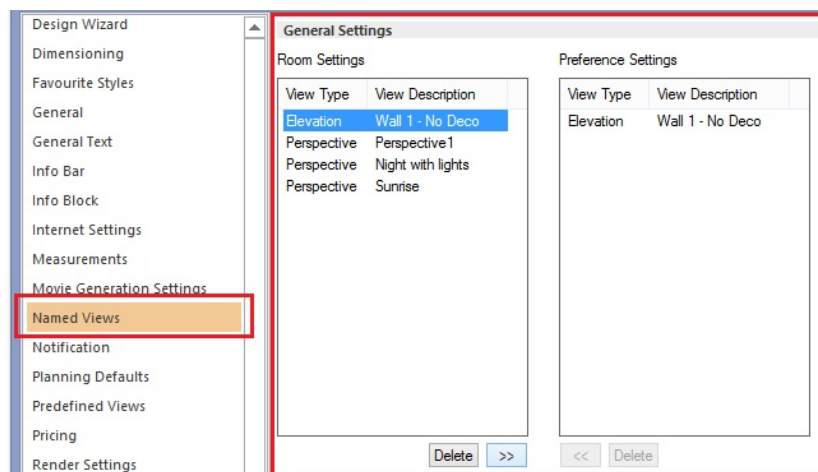 Design Wizard
Dimensioning
Favourite Styles
General
General Text
Info Bar
Info Block
Internet Settings
Measurements
Movie Generation Settings
Named Views
Notification
Planning Defaults
Predefined Views
Pricing
Render Settings
General Settings
Room Settings
View Type View Description
Elevation Wall 1 - No Deco
Perspective Perspective1
Perspective Night with lights
Perspective Sunrise
Delete >>
Preference Settings
View Type View Description
Elevation Wall 1 - No Deco
<< Delete